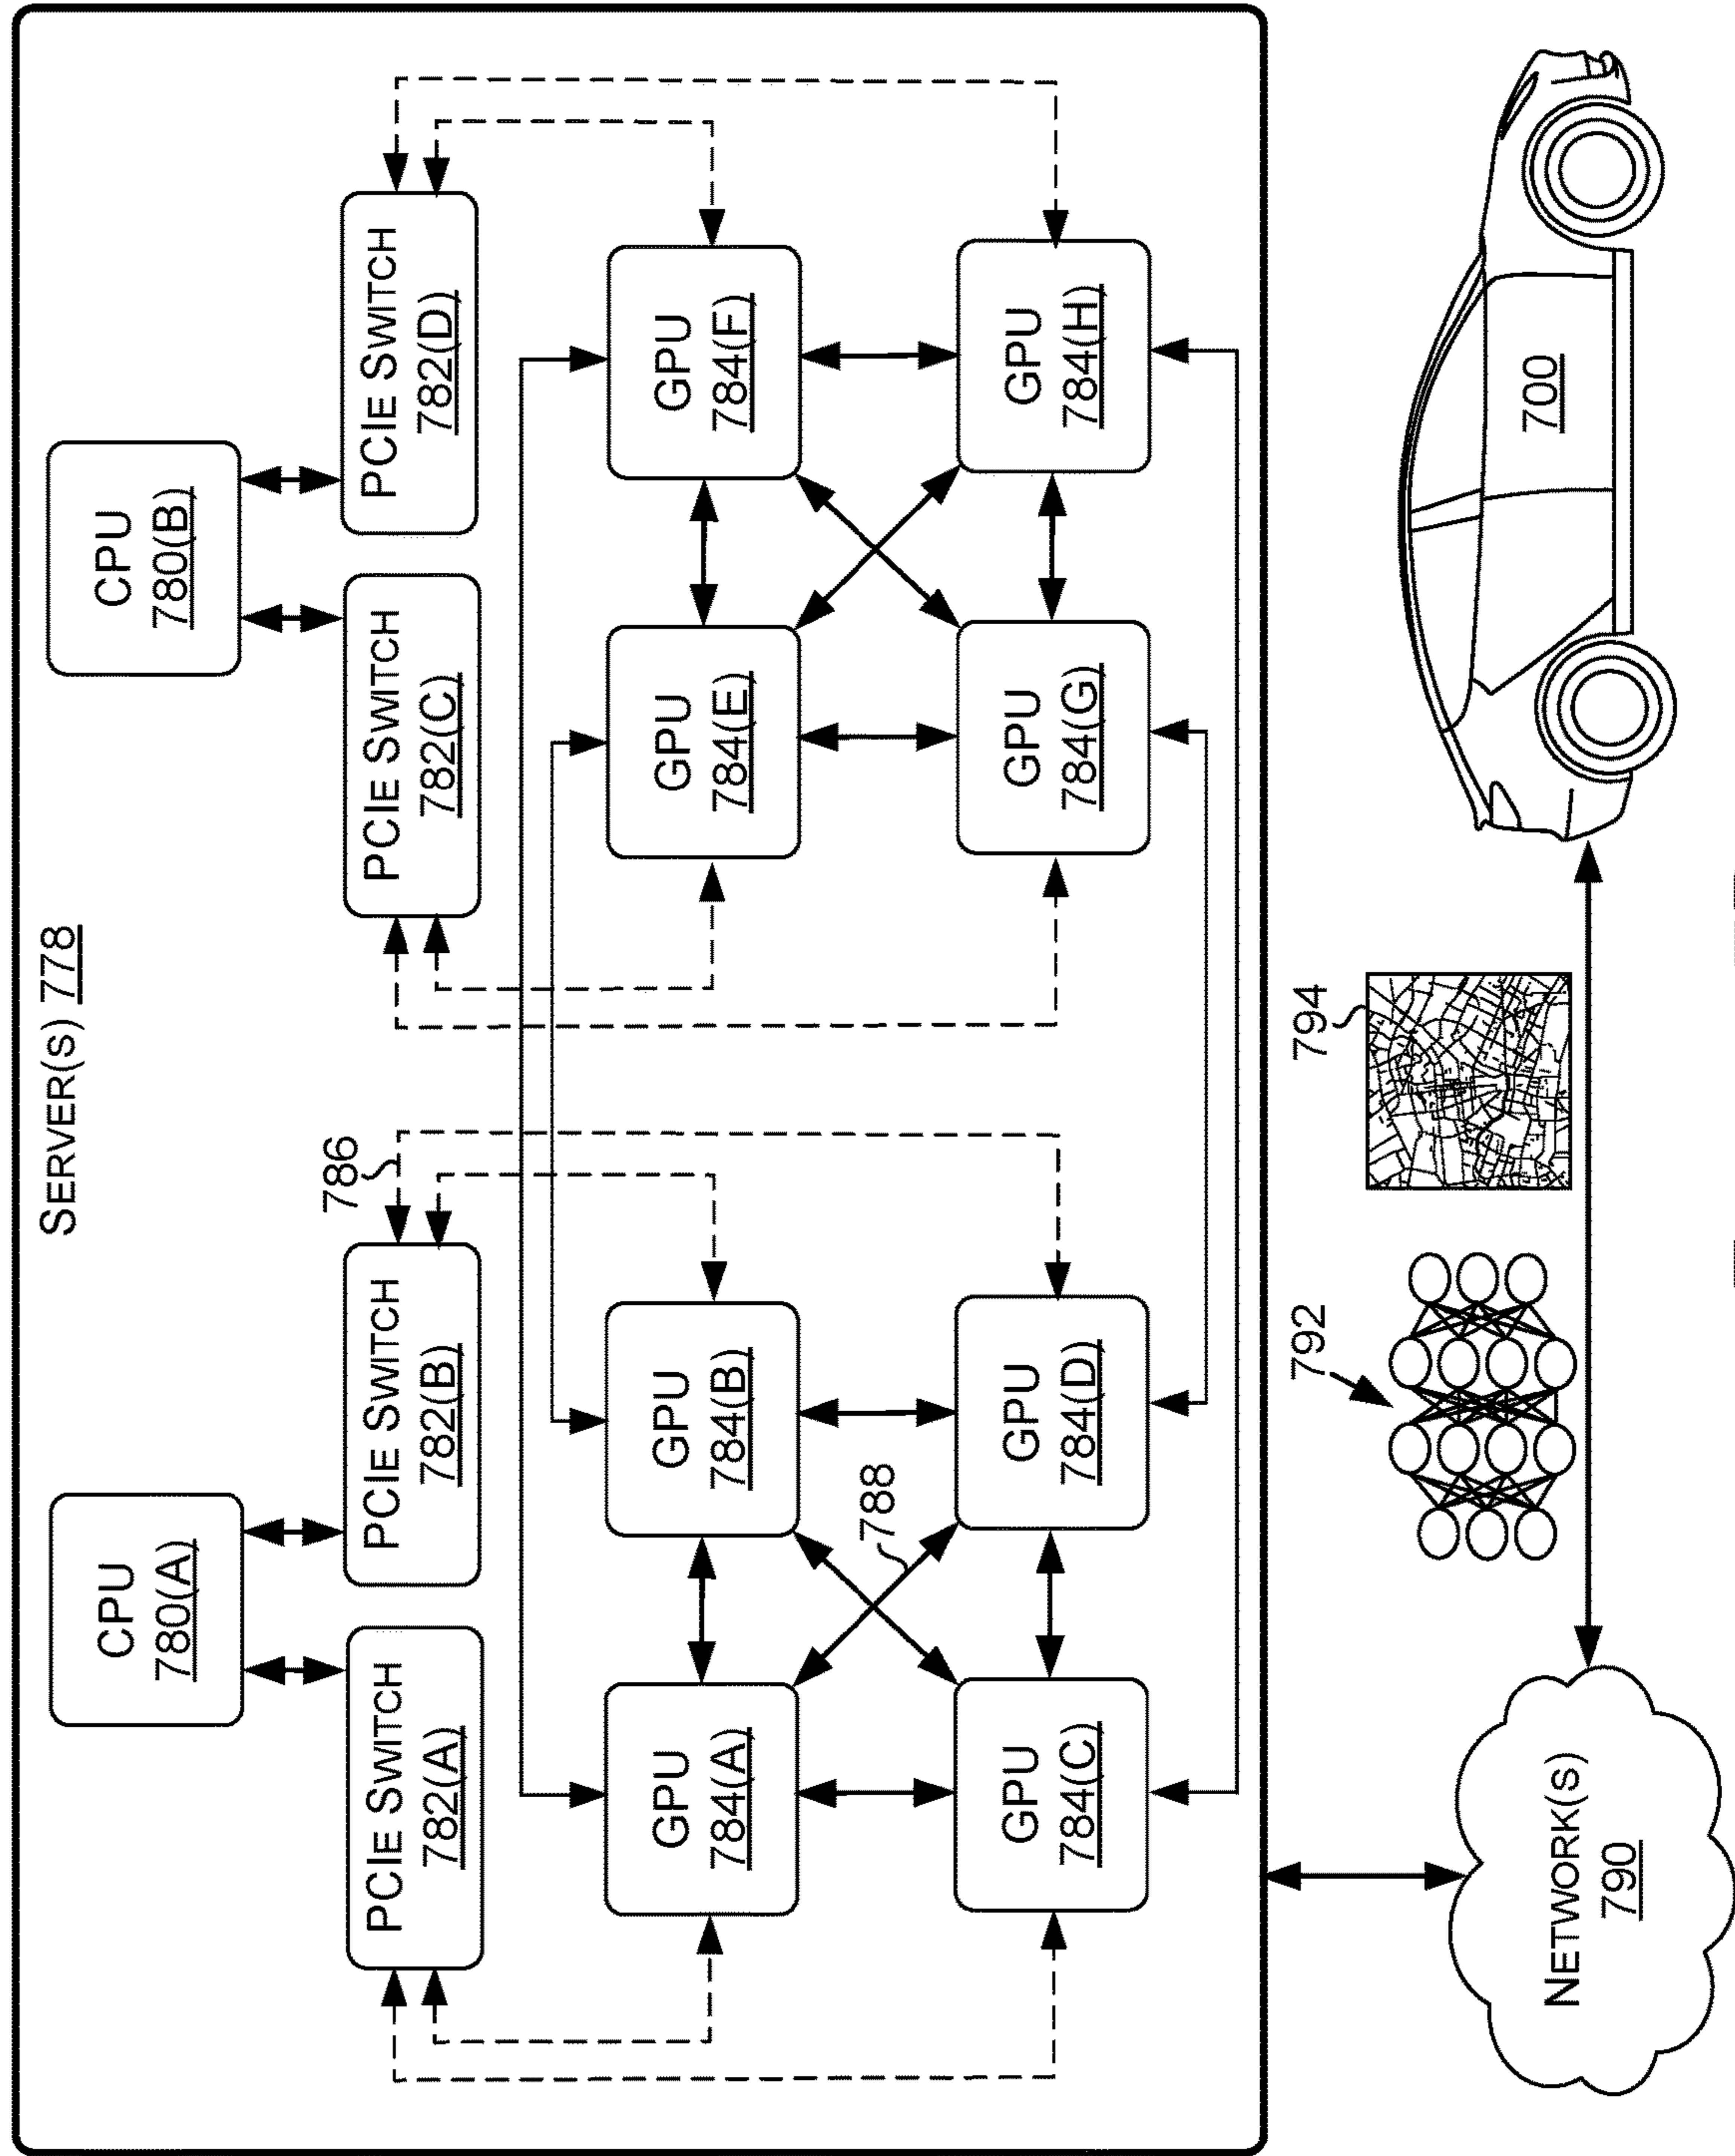 SERVER(S) 778
CPU
780(A)
CPU
780(B)
PCIE SWITCH
782(A)
PCIE SWITCH
782(B)
786
PCIE SWITCH
782(C)
PCIE SWITCH
782(D)
GPU
784(A)
GPU
784(B)
GPU
784(E)
GPU
784(F)
788
GPU
784(C)
GPU
784(D)
GPU
784(G)
GPU
784(H)
NETWORK(S)
790
792
794
700